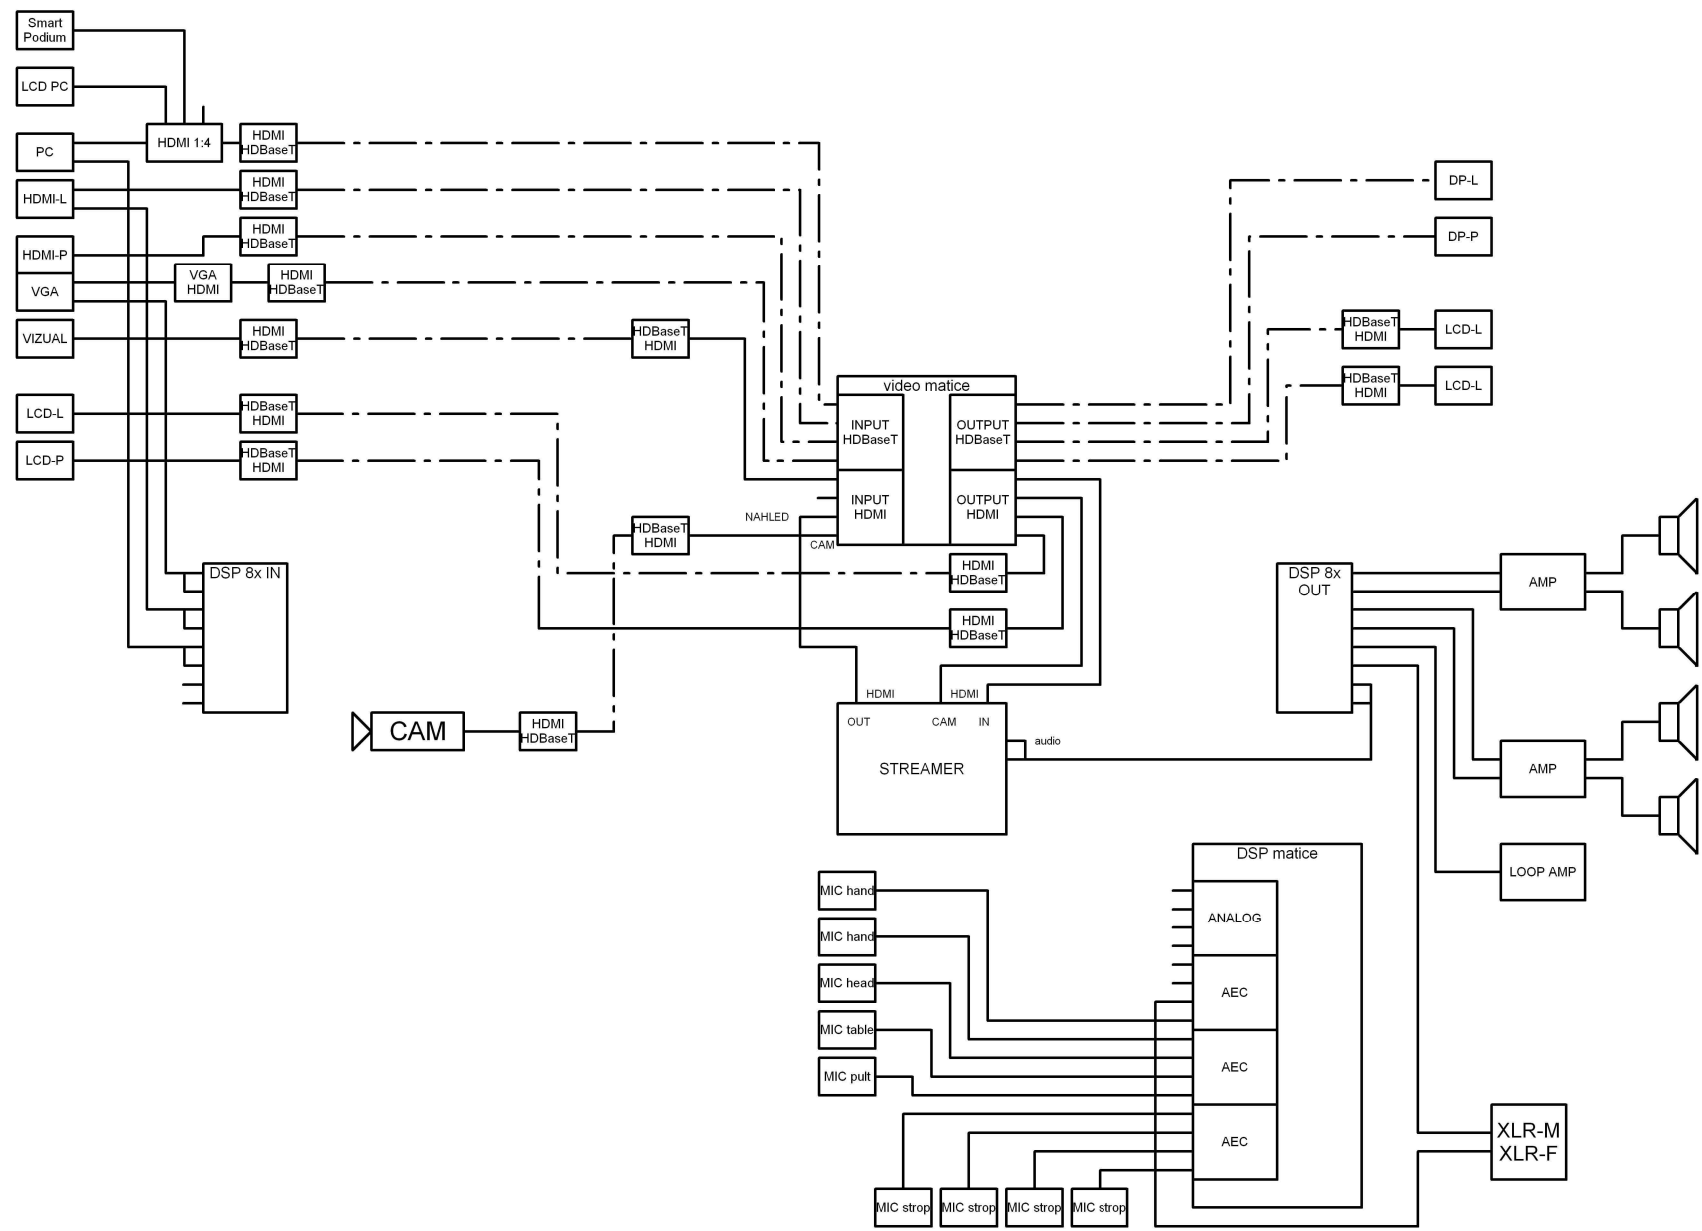 Smart
Podium
LCD PC
PC
HDMI 1:4
HDMI
HDBaseT
HDMI-L
HDMI
HDBaseT
HDMI-P
HDMI
HDBaseT
VGA
VGA
HDMI
HDMI
HDBaseT
VIZUAL
HDMI
HDBaseT
HDBaseT
HDMI
LCD-L
HDBaseT
HDMI
LCD-P
HDBaseT
HDMI
DP-L
DP-P
HDBaseT
HDMI
LCD-L
HDBaseT
HDMI
LCD-L
video matice
INPUT
HDBaseT
OUTPUT
HDBaseT
INPUT
HDMI
OUTPUT
HDMI
NAHLED
CAM
HDBaseT
HDMI
HDMI
HDBaseT
HDMI
HDBaseT
DSP 8x IN
DSP 8x
OUT
AMP
AMP
LOOP AMP
CAM
HDMI
HDBaseT
HDMI
HDMI
OUT
CAM
IN
STREAMER
audio
DSP matice
ANALOG
AEC
AEC
AEC
MIC hand
MIC hand
MIC head
MIC table
MIC pult
MIC strop
MIC strop
MIC strop
MIC strop
XLR-M
XLR-F